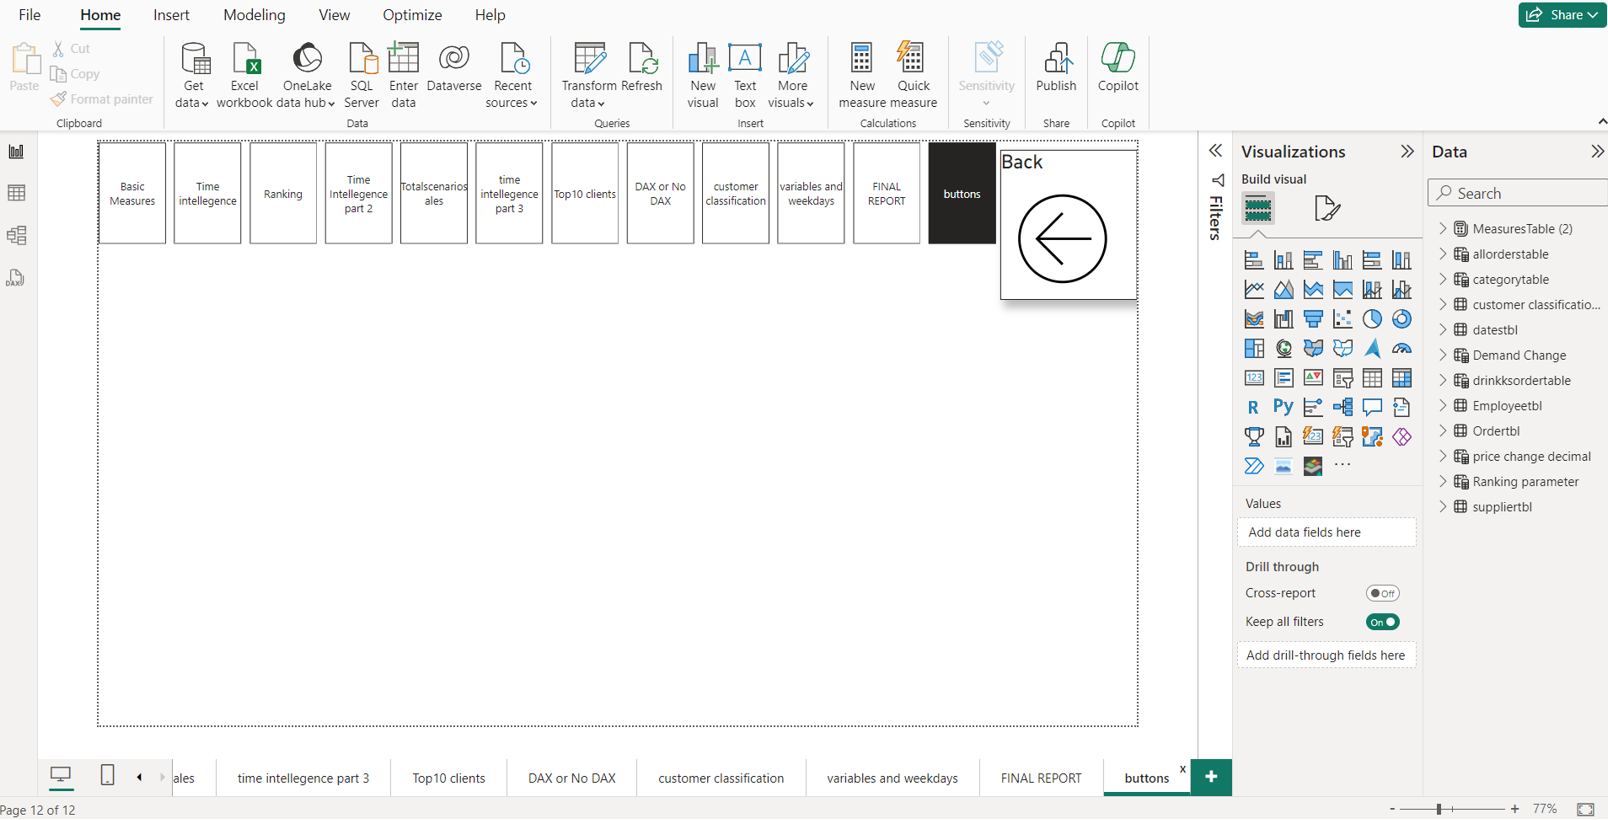 File Home Insert Modeling View Optimize Help
Share
Paste
Cut
Copy
Format painter
Clipboard
Get
data
Excel
workbook
OneLake
data hub
SQL
Server
Enter
data
Dataverse
Recent
sources
Data
Transform
data
Refresh
Queries
New
visual
A
Text
box
More
visuals
Insert
New
measure
Quick
measure
Calculations
Sensitivity
Sensitivity
Publish
Share
Copilot
Copilot
DAX
Basic
Measures
Time
intellegence
Ranking
Time
Intellegence
part 2
Totalscenarios
ales
time
intellegence
part 3
Top10 clients
DAX or No
DAX
customer
classification
variables and
weekdays
FINAL
REPORT
buttons
Back
Filters
Visualizations
Build visual
123
R
Py
123
Values
Add data fields here
Drill through
Cross-report
Off
Keep all filters
On
Add drill-through fields here
Data
Search
MeasuresTable (2)
allorderstable
categorytable
customer classificatio...
datestbl
Demand Change
drinkksordertable
Employeetbl
Ordertbl
price change decimal
Ranking parameter
suppliertbl
ales
time intellegence part 3
Top10 clients
DAX or No DAX
customer classification
variables and weekdays
FINAL REPORT
buttons
x
+
Page 12 of 12
- + 77%